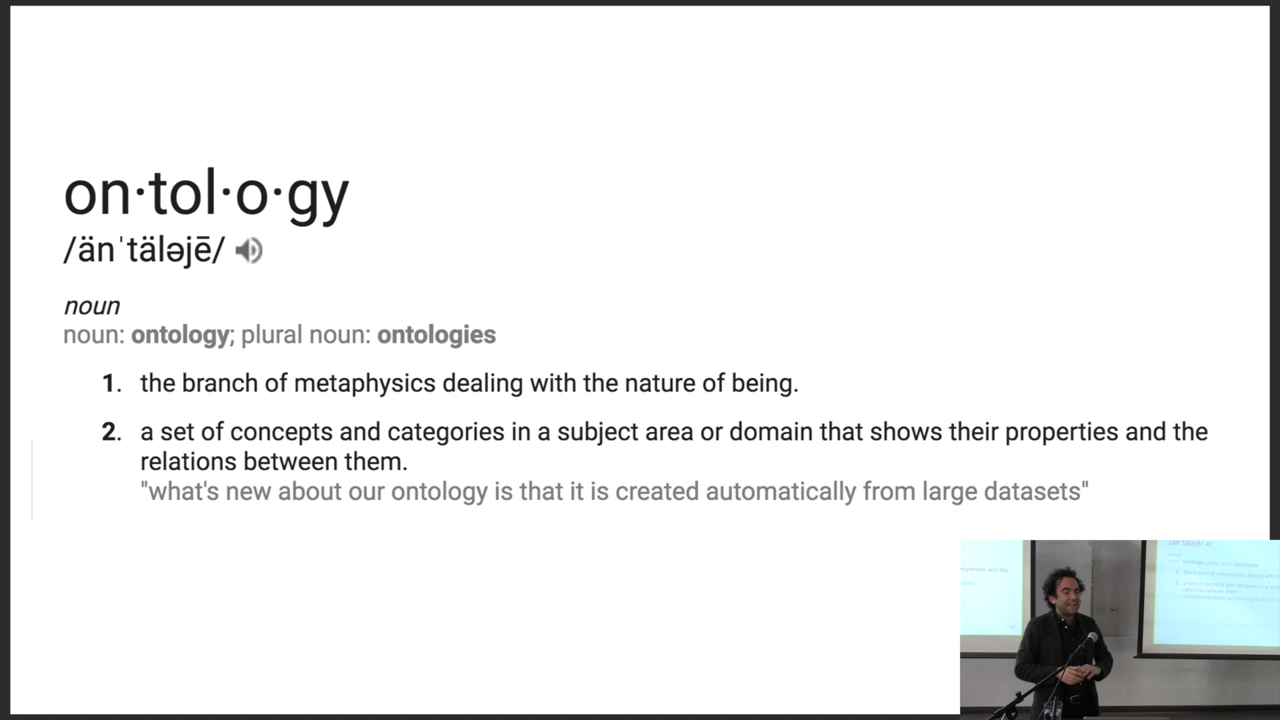 on·tol·o·gy
/änˈtäləjē/
noun
noun: ontology; plural noun: ontologies
1. the branch of metaphysics dealing with the nature of being.
2. a set of concepts and categories in a subject area or domain that shows their properties and the
relations between them.
"what's new about our ontology is that it is created automatically from large datasets"